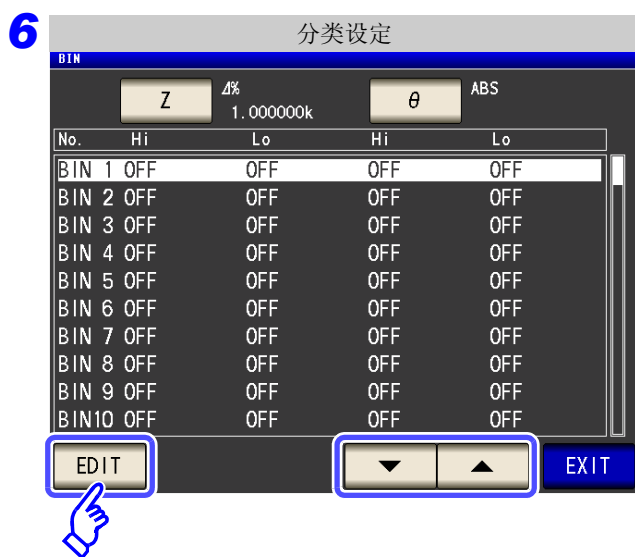 6
分类设定
BIN
Z Δ% θ ABS
1.000000k
No. Hi Lo Hi Lo
BIN 1 OFF OFF OFF OFF
BIN 2 OFF OFF OFF OFF
BIN 3 OFF OFF OFF OFF
BIN 4 OFF OFF OFF OFF
BIN 5 OFF OFF OFF OFF
BIN 6 OFF OFF OFF OFF
BIN 7 OFF OFF OFF OFF
BIN 8 OFF OFF OFF OFF
BIN 9 OFF OFF OFF OFF
BIN10 OFF OFF OFF OFF
EDIT ▼ ▲ EXIT